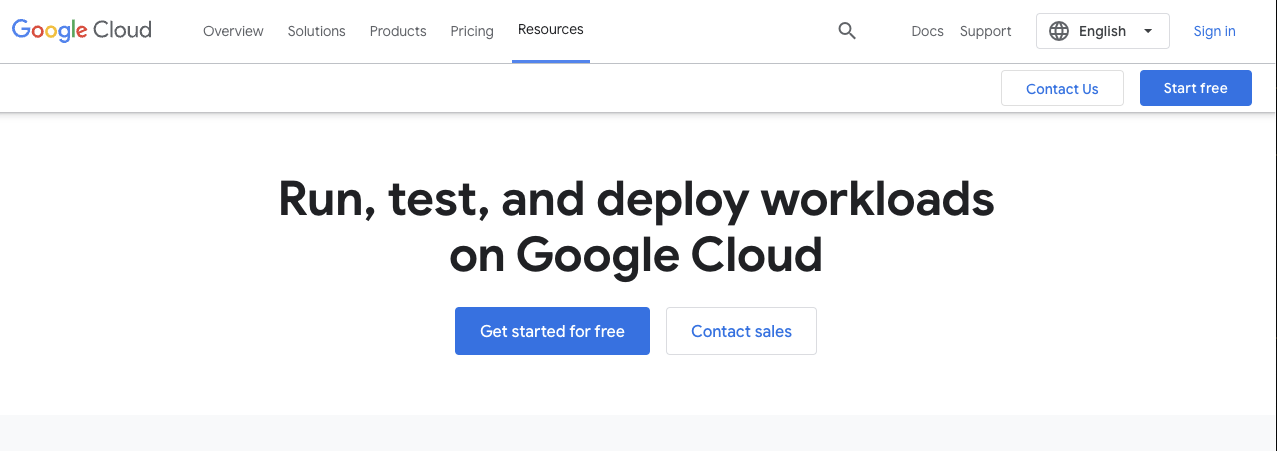 Google Cloud Overview Solutions Products Pricing Resources Docs Support English Sign in
Contact Us Start free
Run, test, and deploy workloads
on Google Cloud
Get started for free Contact sales